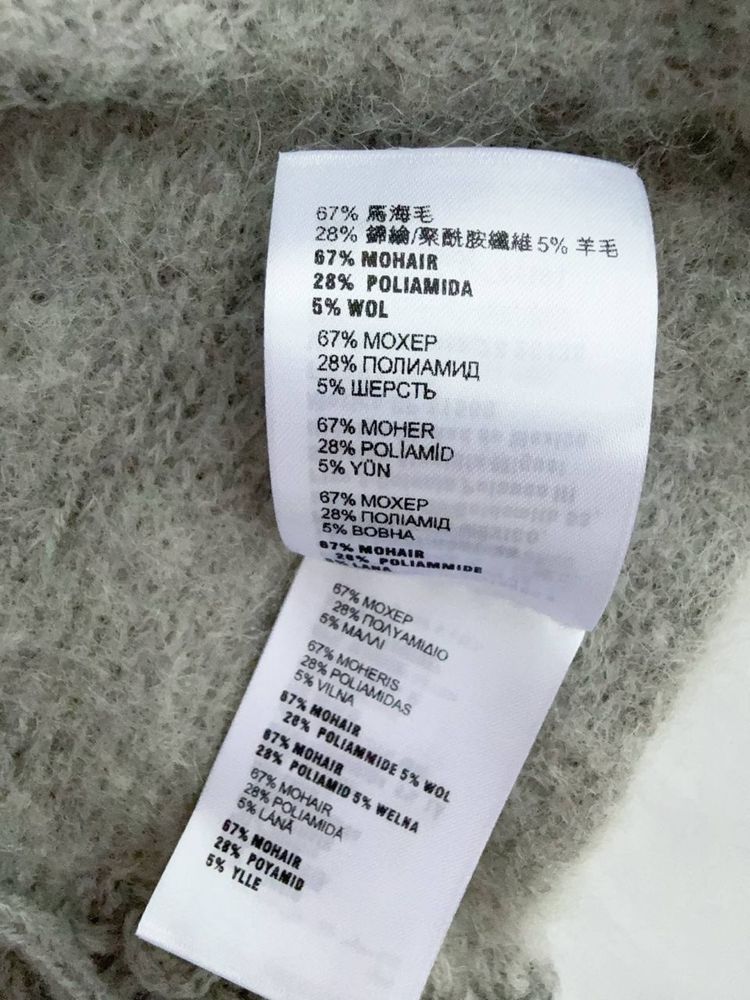 67% 馬海毛
28% 錦綸/聚酰胺纖維 5% 羊毛
67% MOHAIR
28% POLIAMIDA
5% WOL
67% МОХЕР
28% ПОЛИАМИД
5% ШЕРСТЬ
67% MOHER
28% POLİAMİD
5% YÜN
67% МОХЕР
28% ПОЛІАМІД
5% ВОВНА
67% MOHAIR
28% POLIAMMIDE
5% LANA
67% ΜΟΧΕΡ
28% ΠΟΛΥΑΜΙΔΙΟ
5% ΜΑΛΛΙ
67% MOHERIS
28% POLIAMIDAS
5% VILNA
67% MOHAIR
28% POLIAMMIDE 5% WOL
67% MOHAIR
28% POLIAMID 5% WELNA
67% MOHAIR
28% POLIAMIDĂ
5% LÂNĂ
67% MOHAIR
28% POYAMID
5% YLLE